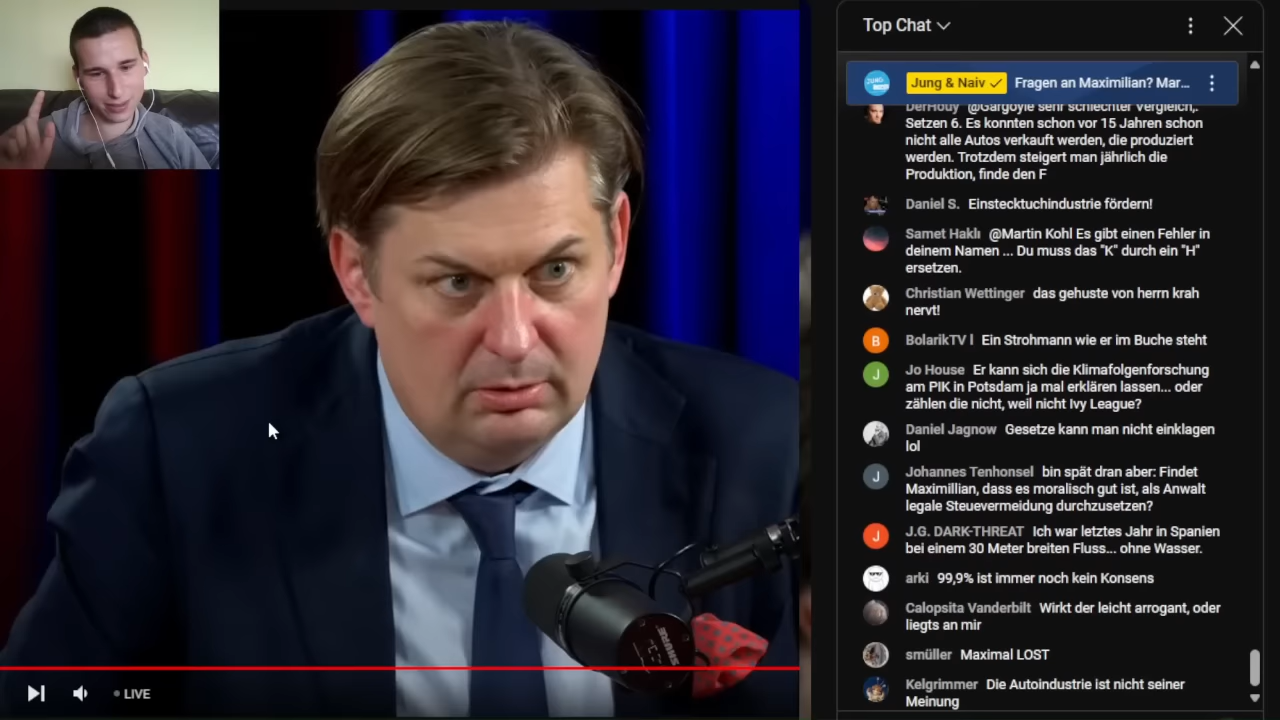 Top Chat
Jung & Naiv Fragen an Maximilian? Mar...
DerHouy @Gargoyle sehr schlechter Vergleich,.
Setzen 6. Es konnten schon vor 15 Jahren schon
nicht alle Autos verkauft werden, die produziert
werden. Trotzdem steigert man jährlich die
Produktion, finde den F
Daniel S. Einstecktuchindustrie fördern!
Samet Haklı @Martin Kohl Es gibt einen Fehler in
deinem Namen ... Du muss das "K" durch ein "H"
ersetzen.
Christian Wettinger das gehuste von herrn krah
nervt!
B
BolarikTV l Ein Strohmann wie er im Buche steht
J
Jo House Er kann sich die Klimafolgenforschung
am PIK in Potsdam ja mal erklären lassen... oder
zählen die nicht, weil nicht Ivy League?
Daniel Jagnow Gesetze kann man nicht einklagen
lol
J
Johannes Tenhonsel bin spät dran aber: Findet
Maximillian, dass es moralisch gut ist, als Anwalt
legale Steuevermeidung durchzusetzen?
J
J.G. DARK-THREAT Ich war letztes Jahr in Spanien
bei einem 30 Meter breiten Fluss... ohne Wasser.
arki 99,9% ist immer noch kein Konsens
Calopsita Vanderbilt Wirkt der leicht arrogant, oder
liegts an mir
smüller Maximal LOST
Kelgrimmer Die Autoindustrie ist nicht seiner
Meinung
SHURE
LIVE